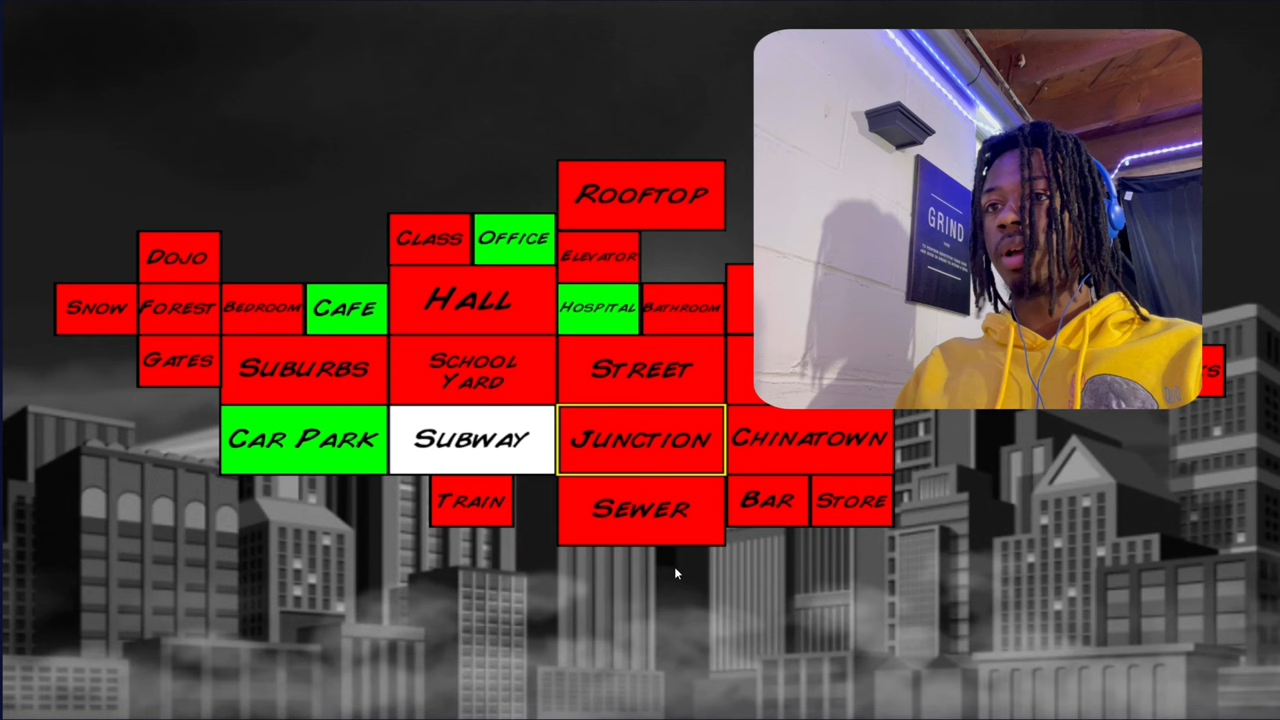 ROOFTOP
CLASS
OFFICE
DOJO
ELEVATOR
SNOW
FOREST
BEDROOM
CAFE
HALL
HOSPITAL
BATHROOM
GATES
SUBURBS
SCHOOL
YARD
STREET
CAR PARK
SUBWAY
JUNCTION
CHINATOWN
TRAIN
SEWER
BAR
STORE
GRIND